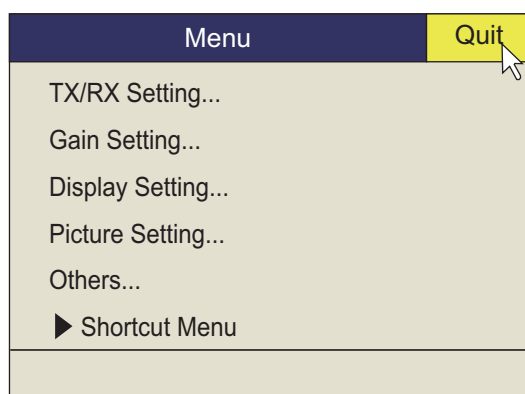 Menu Quit
TX/RX Setting...
Gain Setting...
Display Setting...
Picture Setting...
Others...
▶ Shortcut Menu